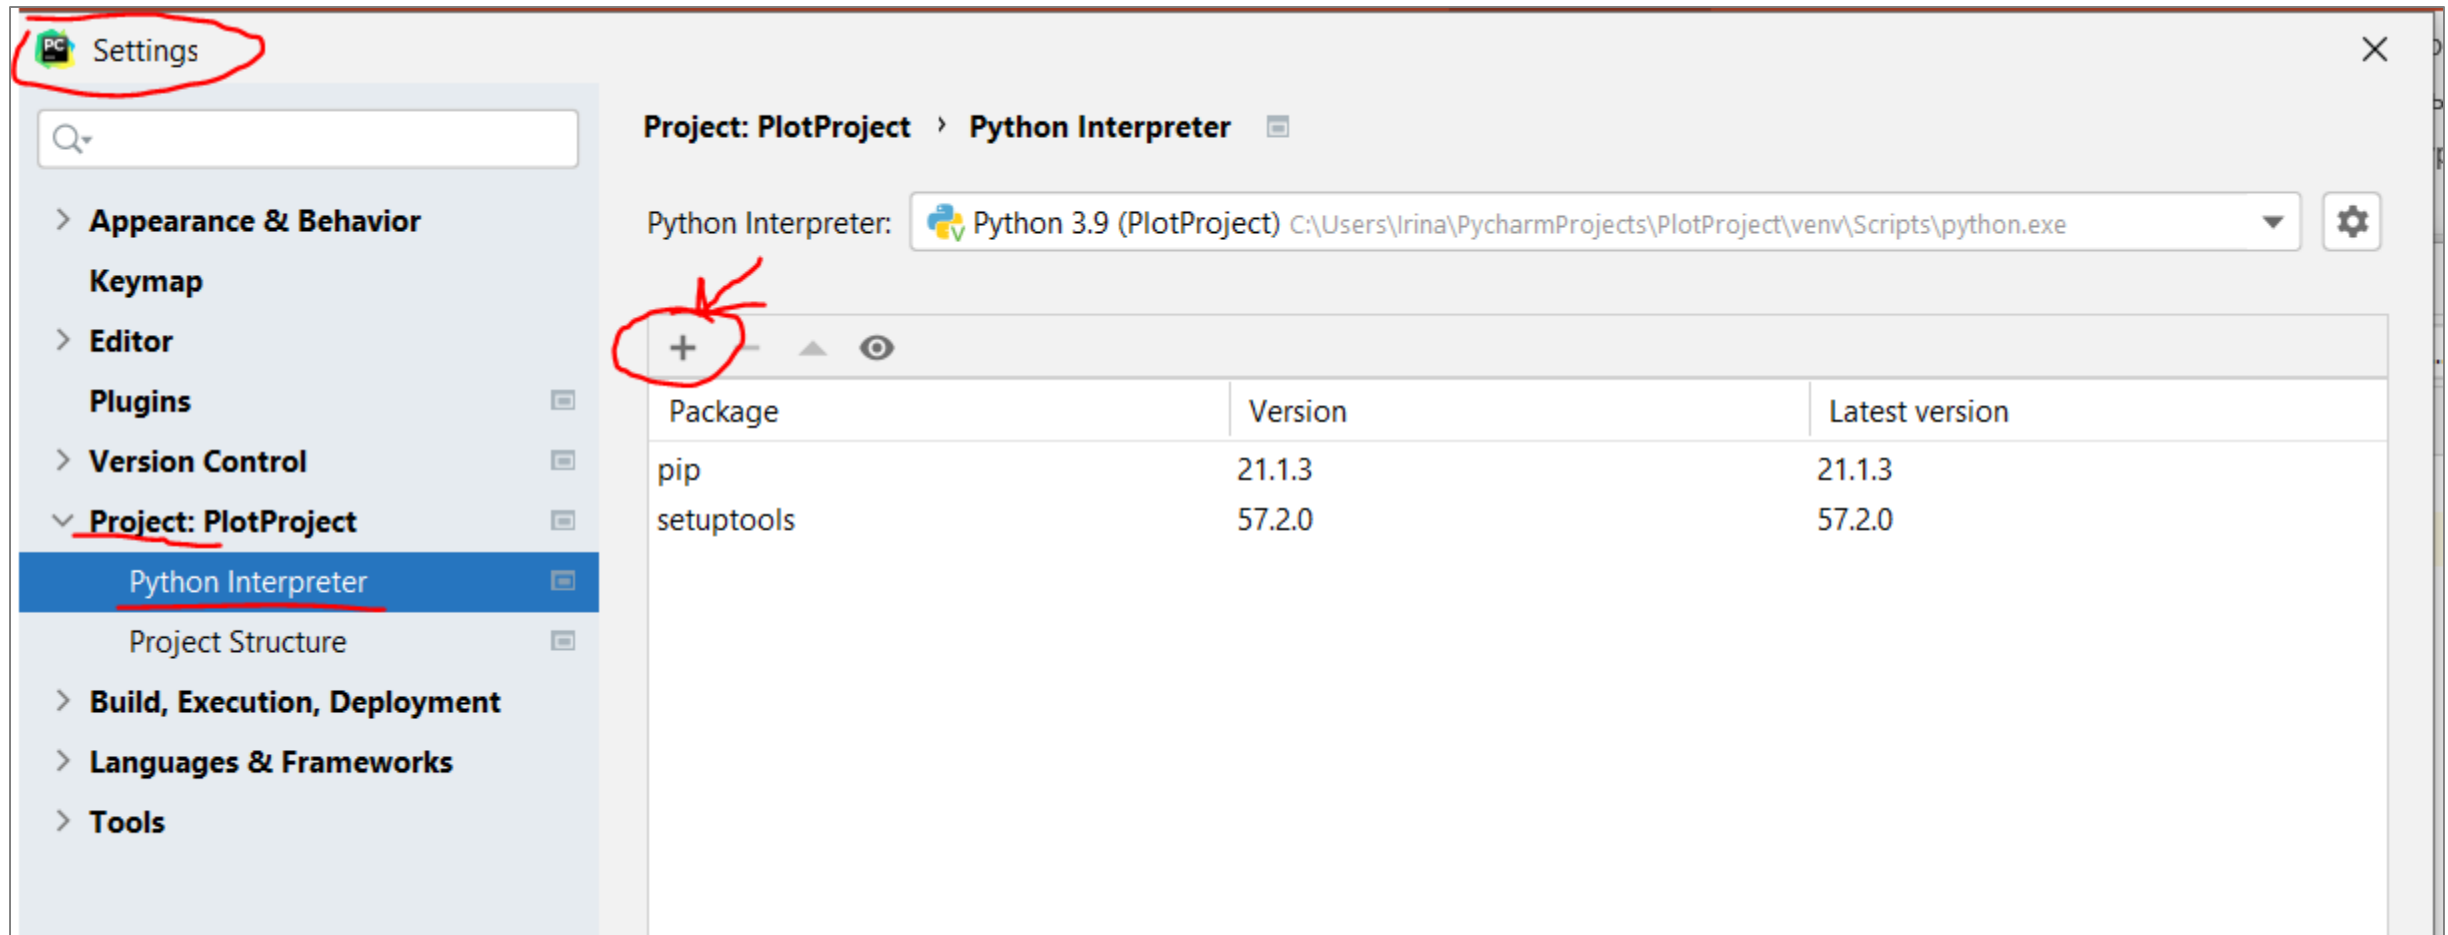 PC Settings
Project: PlotProject › Python Interpreter
Python Interpreter: Python 3.9 (PlotProject) C:\Users\Irina\PycharmProjects\PlotProject\venv\Scripts\python.exe
Appearance & Behavior
Keymap
Editor
Plugins
Version Control
Project: PlotProject
Python Interpreter
Project Structure
Build, Execution, Deployment
Languages & Frameworks
Tools
Package Version Latest version
pip 21.1.3 21.1.3
setuptools 57.2.0 57.2.0